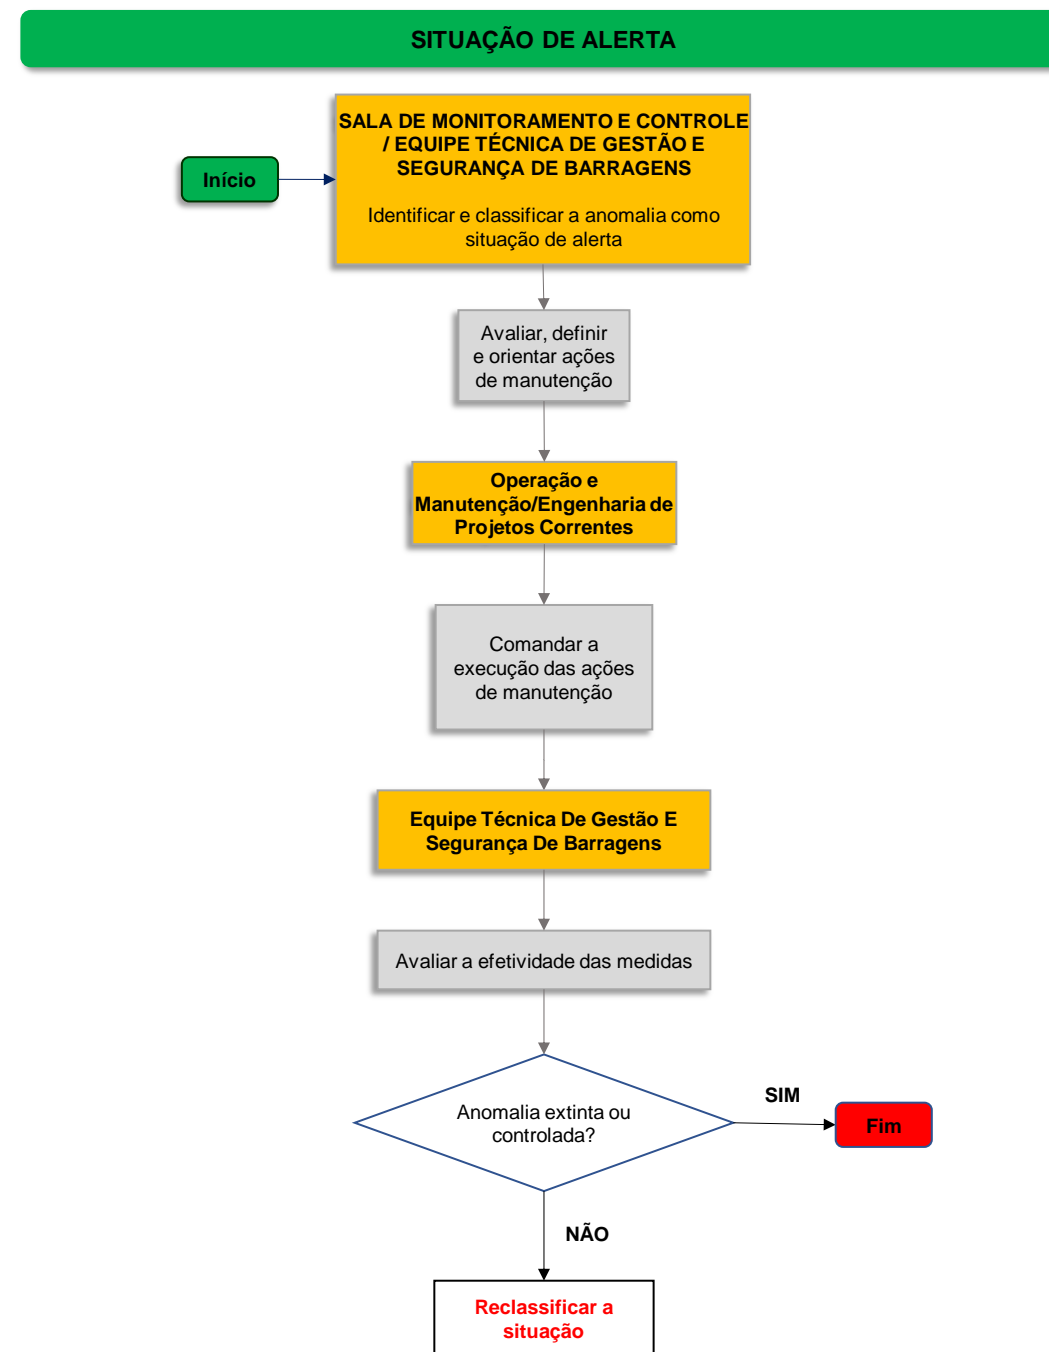 SITUAÇÃO DE ALERTA
SALA DE MONITORAMENTO E CONTROLE
/ EQUIPE TÉCNICA DE GESTÃO E
SEGURANÇA DE BARRAGENS
Início
Identificar e classificar a anomalia como
situação de alerta
Avaliar, definir
e orientar ações
de manutenção
Operação e
Manutenção/Engenharia de
Projetos Correntes
Comandar a
execução das ações
de manutenção
Equipe Técnica De Gestão E
Segurança De Barragens
Avaliar a efetividade das medidas
Anomalia extinta ou
controlada?
SIM
Fim
NÃO
Reclassificar a
situação